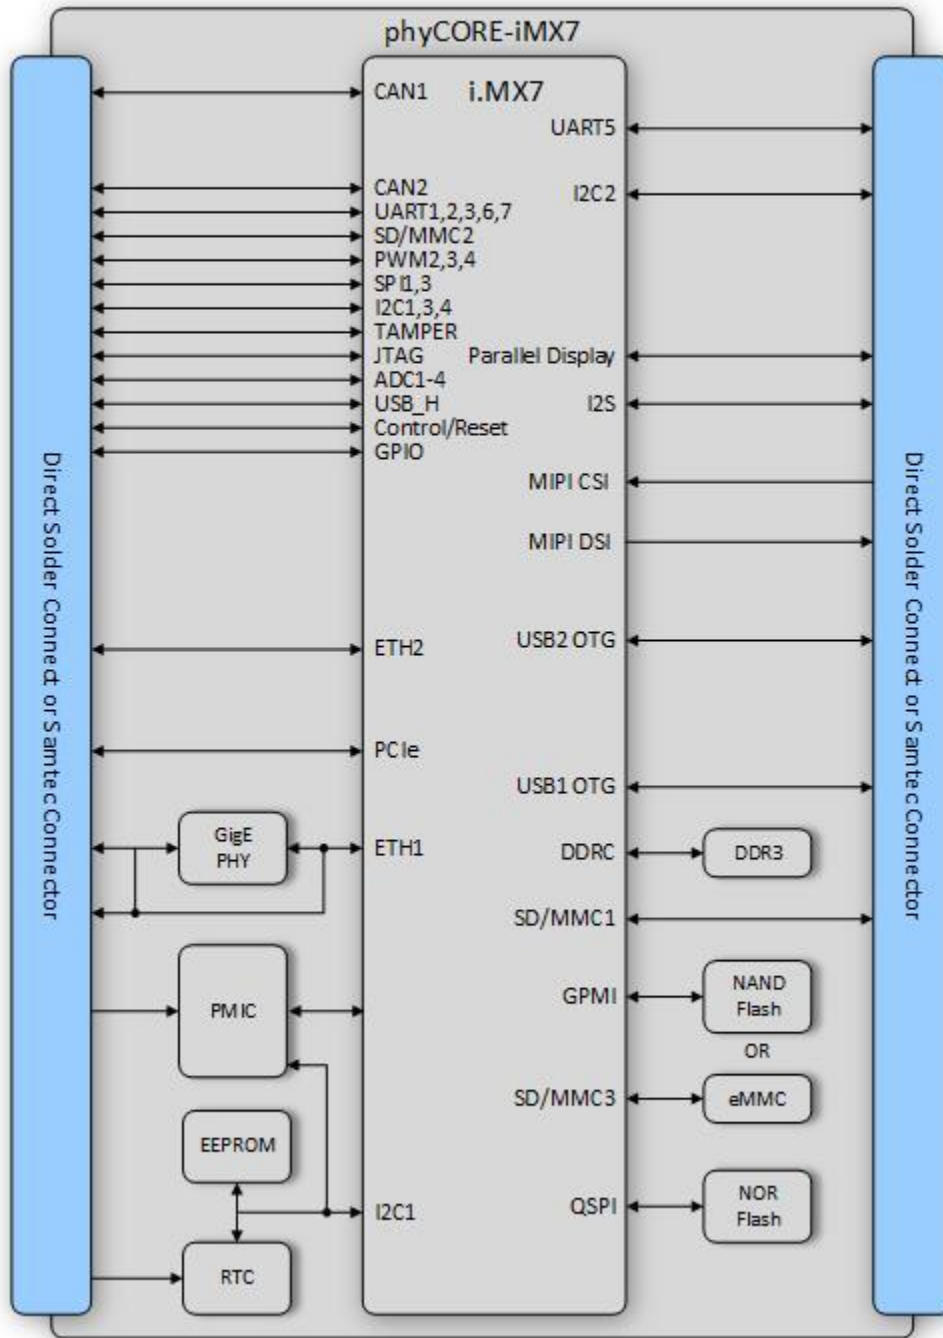 phyCORE-iMX7
i.MX7
CAN1
CAN2
UART1,2,3,6,7
SD/MMC2
PWM2,3,4
SPI1,3
I2C1,3,4
TAMPER
JTAG
ADC1-4
USB_H
Control/Reset
GPIO
ETH2
PCIe
ETH1
I2C1
UART5
I2C2
Parallel Display
I2S
MIPI CSI
MIPI DSI
USB2 OTG
USB1 OTG
DDRC
SD/MMC1
GPMI
SD/MMC3
QSPI
Direct Solder Connect or Samtec Connector
GigE
PHY
PMIC
EEPROM
RTC
DDR3
NAND
Flash
OR
eMMC
NOR
Flash
Direct Solder Connect or Samtec Connector